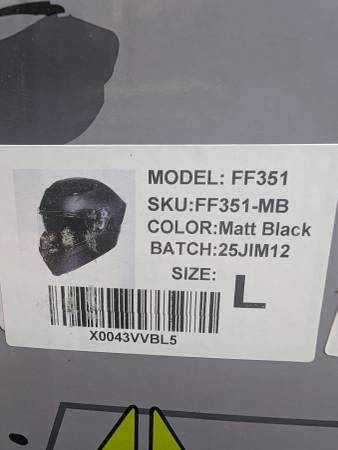 MODEL: FF351
SKU:FF351-MB
COLOR:Matt Black
BATCH:25JIM12
SIZE: L
X0043VVBL5